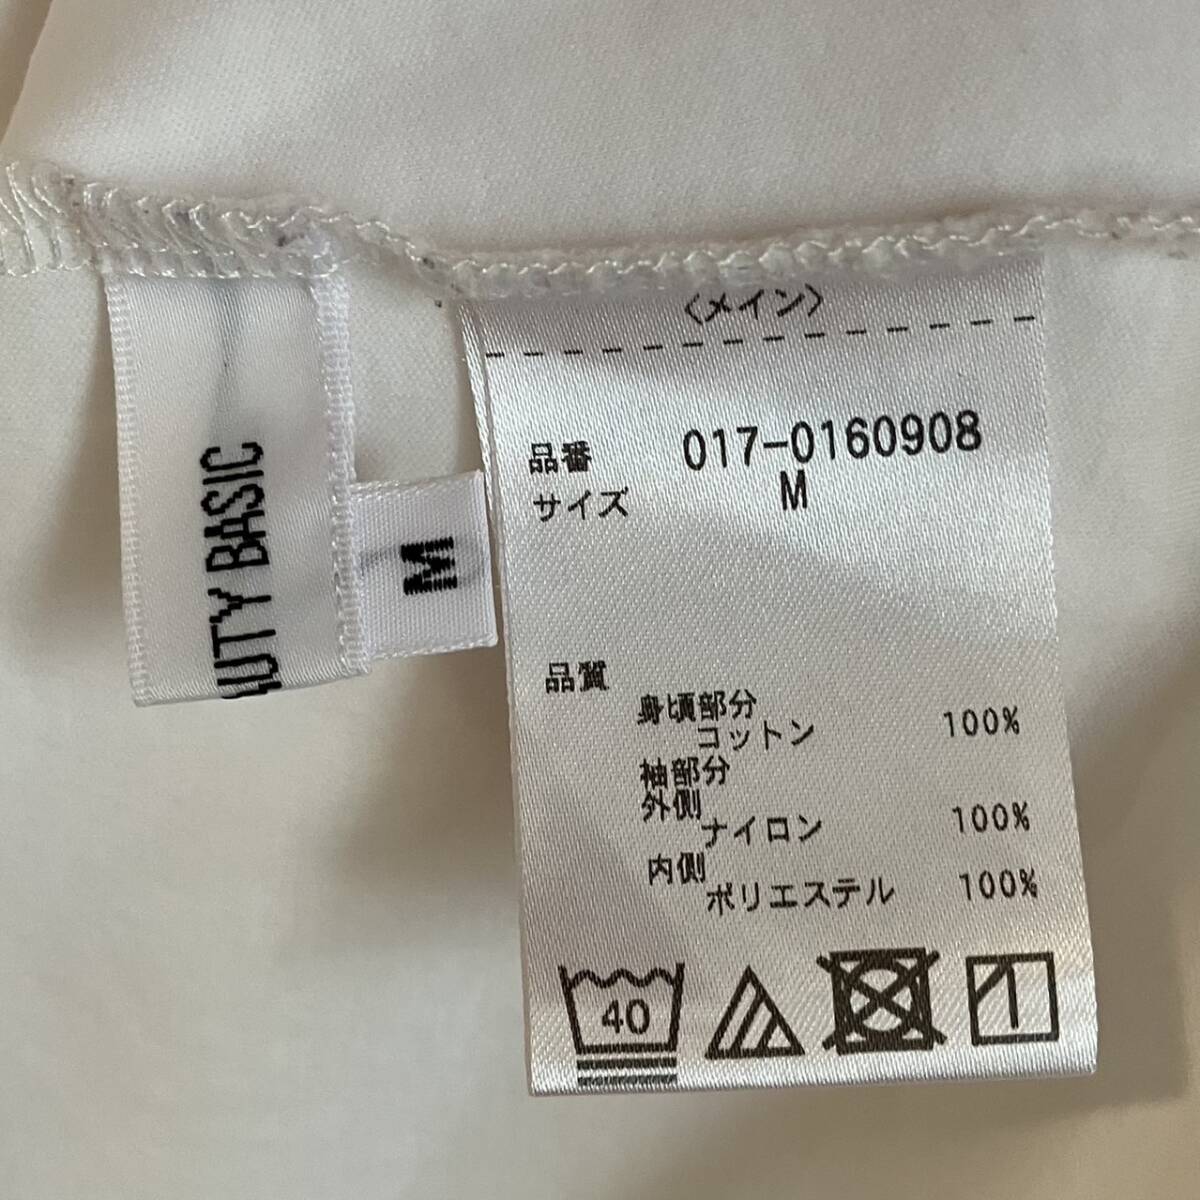 BASIC
M
〈メイン〉
品番 017-0160908
サイズ M
品質
身頃部分
コットン 100%
袖部分
外側
ナイロン 100%
内側
ポリエステル 100%
40